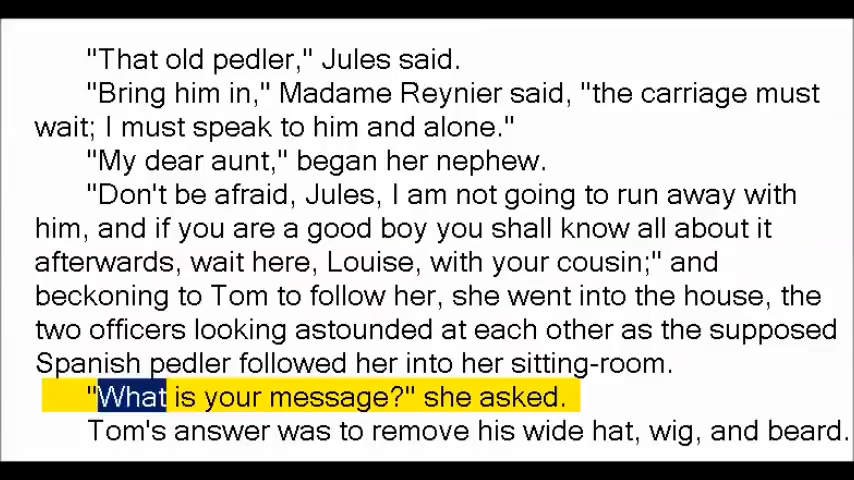 "That old pedler," Jules said.
"Bring him in," Madame Reynier said, "the carriage must
wait; I must speak to him and alone."
"My dear aunt," began her nephew.
"Don't be afraid, Jules, I am not going to run away with
him, and if you are a good boy you shall know all about it
afterwards, wait here, Louise, with your cousin;" and
beckoning to Tom to follow her, she went into the house, the
two officers looking astounded at each other as the supposed
Spanish pedler followed her into her sitting-room.
"What is your message?" she asked.
Tom's answer was to remove his wide hat, wig, and beard.